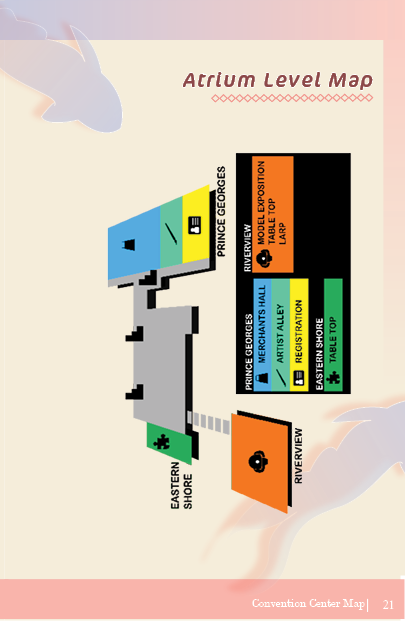 Atrium Level Map
PRINCE GEORGES
EASTERN
SHORE
RIVERVIEW
PRINCE GEORGES
MERCHANTS HALL
ARTIST ALLEY
REGISTRATION
EASTERN SHORE
TABLE TOP
RIVERVIEW
MODEL EXPOSITION
TABLE TOP
LARP
Convention Center Map| 21